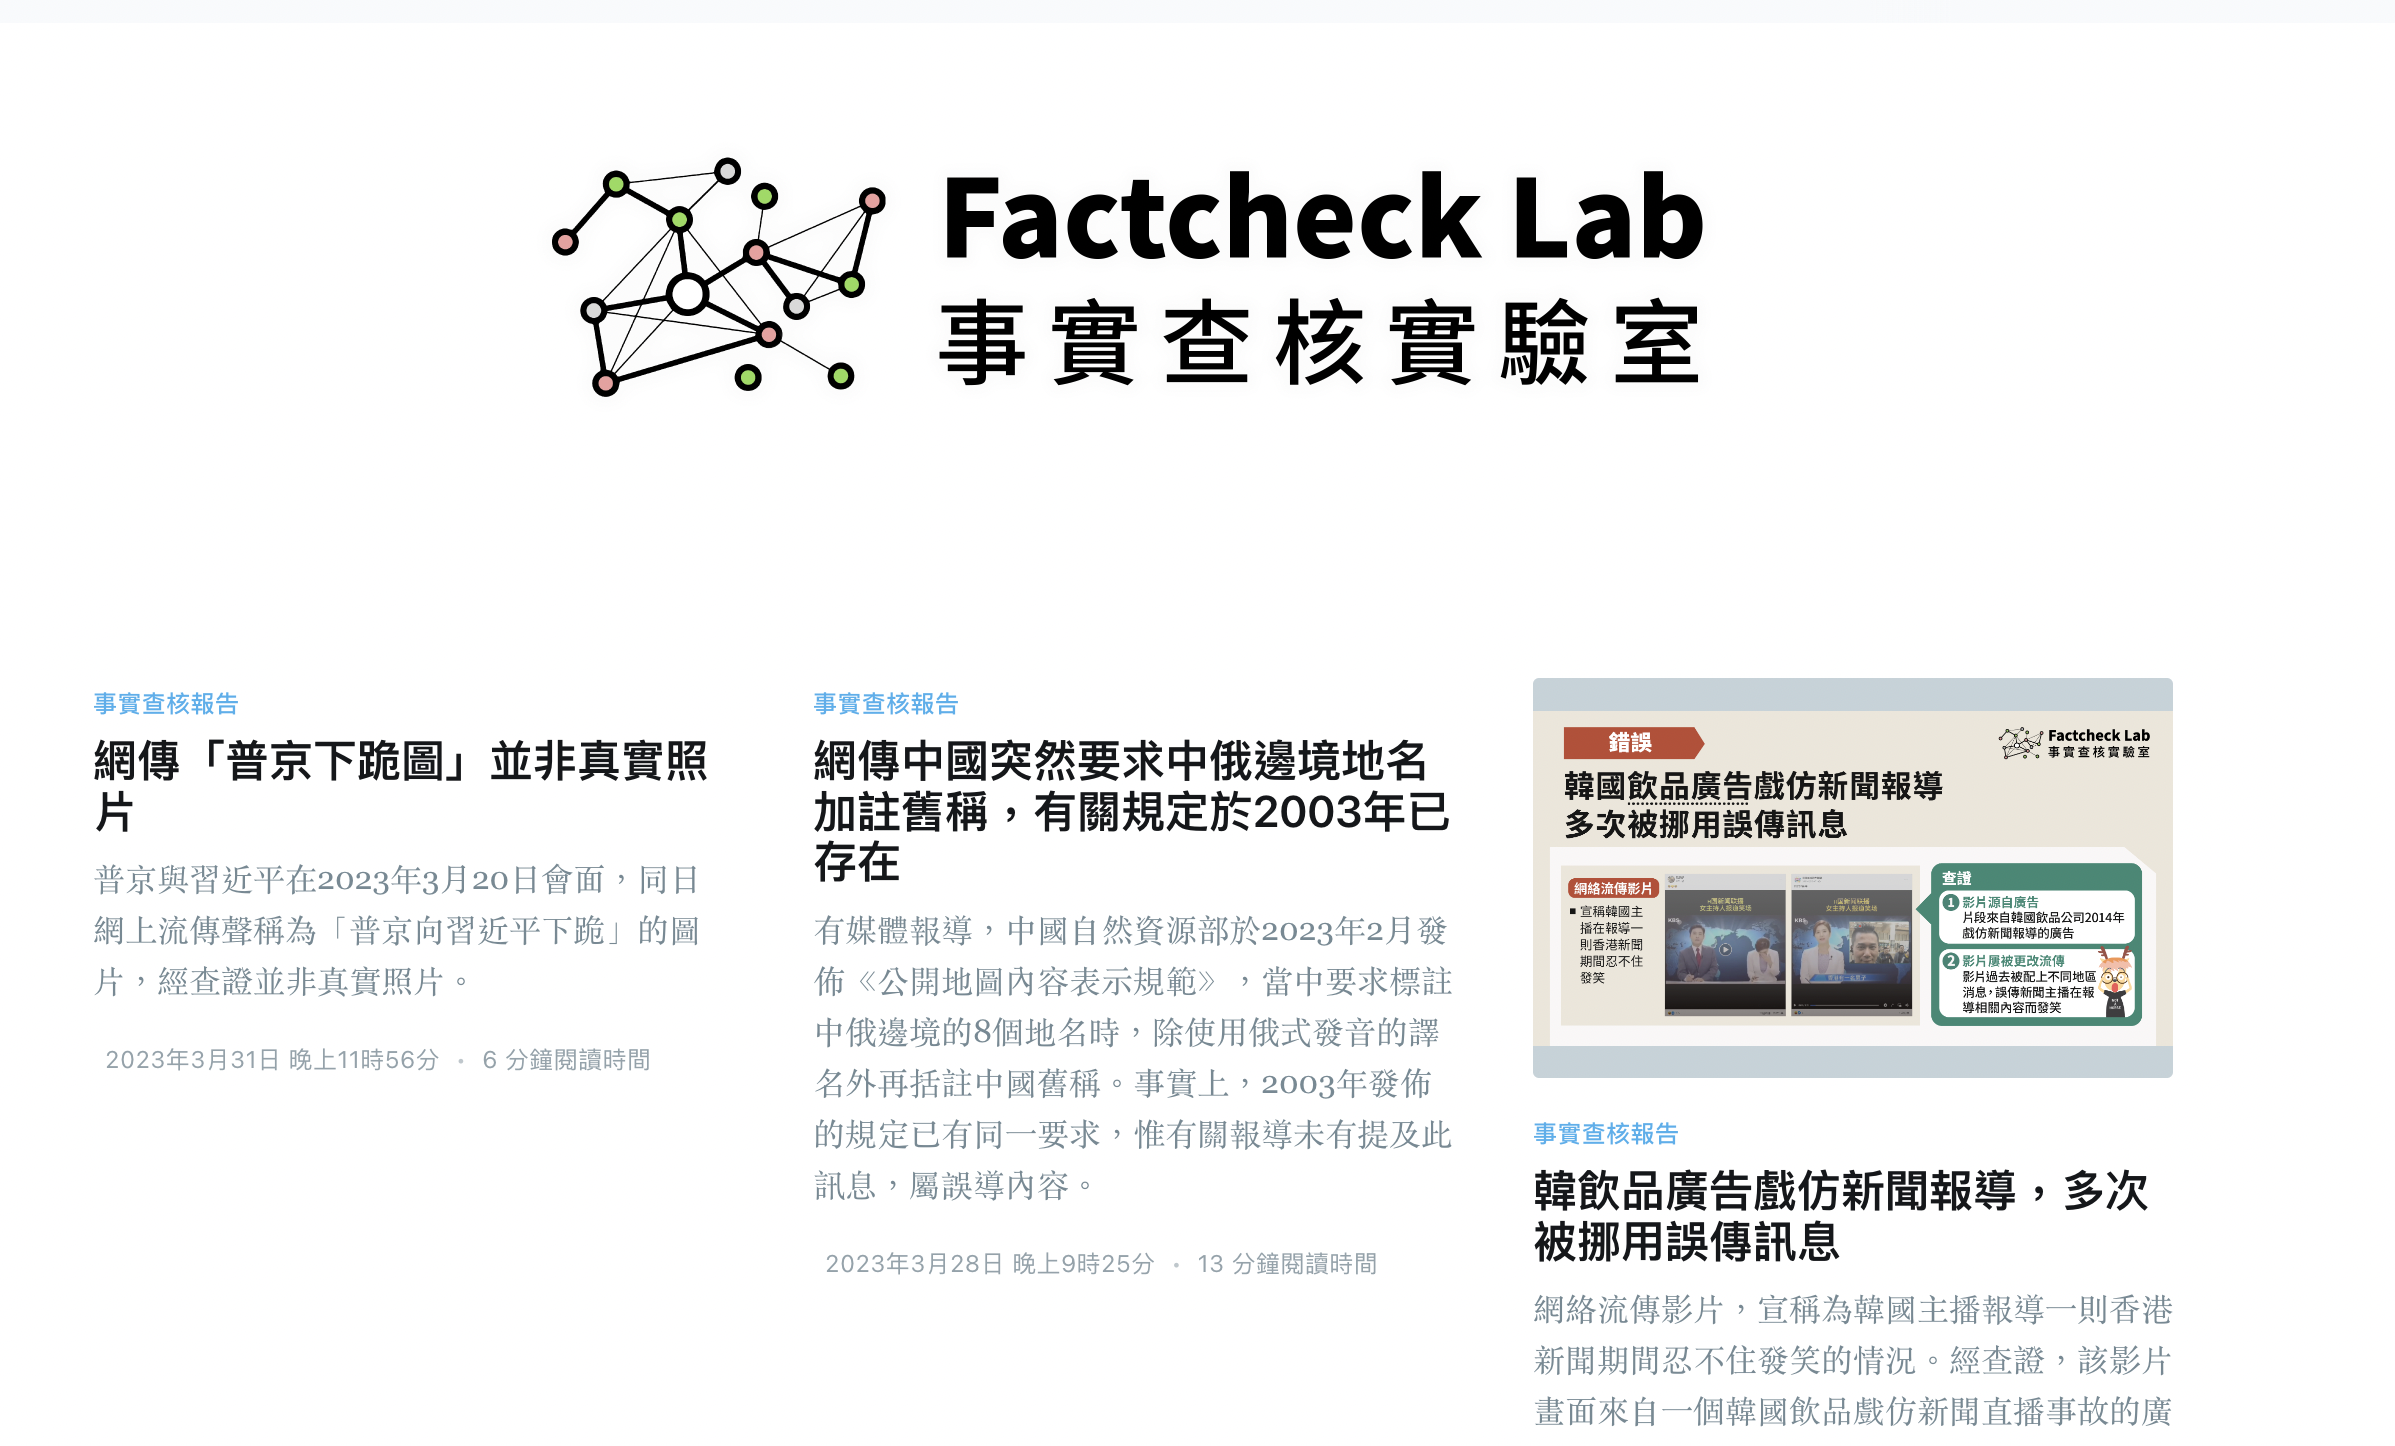 Factcheck Lab
事實查核實驗室
事實查核報告
網傳「普京下跪圖」並非真實照
片
普京與習近平在2023年3月20日會面，同日
網上流傳聲稱為「普京向習近平下跪」的圖
片，經查證並非真實照片。
2023年3月31日 晚上11時56分 • 6 分鐘閱讀時間
事實查核報告
網傳中國突然要求中俄邊境地名
加註舊稱，有關規定於2003年已
存在
有媒體報導，中國自然資源部於2023年2月發
佈《公開地圖內容表示規範》，當中要求標註
中俄邊境的8個地名時，除使用俄式發音的譯
名外再括註中國舊稱。事實上，2003年發佈
的規定已有同一要求，惟有關報導未有提及此
訊息，屬誤導內容。
2023年3月28日 晚上9時25分 • 13 分鐘閱讀時間
錯誤
Factcheck Lab
事實查核實驗室
韓國飲品廣告戲仿新聞報導
多次被挪用誤傳訊息
網絡流傳影片
▪ 宣稱韓國主
播在報導一
則香港新聞
期間忍不住
發笑
查證
1 影片源自廣告
片段來自韓國飲品公司2014年
戲仿新聞報導的廣告
2 影片屢被更改流傳
影片過去被配上不同地區
消息，誤傳新聞主播在報
導相關內容而發笑
事實查核報告
韓飲品廣告戲仿新聞報導，多次
被挪用誤傳訊息
網絡流傳影片，宣稱為韓國主播報導一則香港
新聞期間忍不住發笑的情況。經查證，該影片
畫面來自一個韓國飲品戲仿新聞直播事故的廣